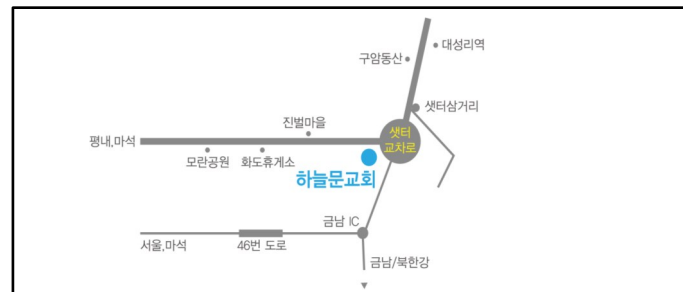 대성리역
구암동산
샛터삼거리
진벌마을
샛터
교차로
평내,마석
모란공원
화도휴게소
하늘문교회
금남 IC
서울,마석
46번 도로
금남/북한강